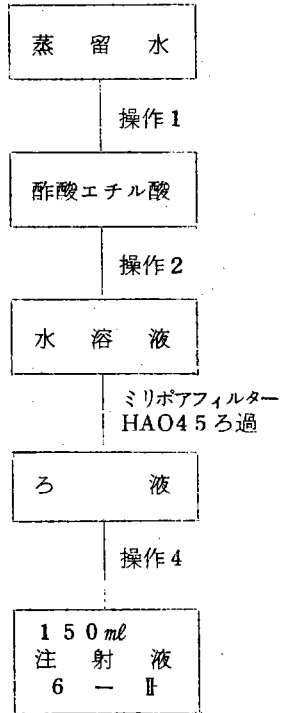 蒸留水
操作1
酢酸エチル酸
操作2
水溶液
ミリポアフィルター
HAO45ろ過
ろ液
操作4
150ml
注射液
6-Ⅱ